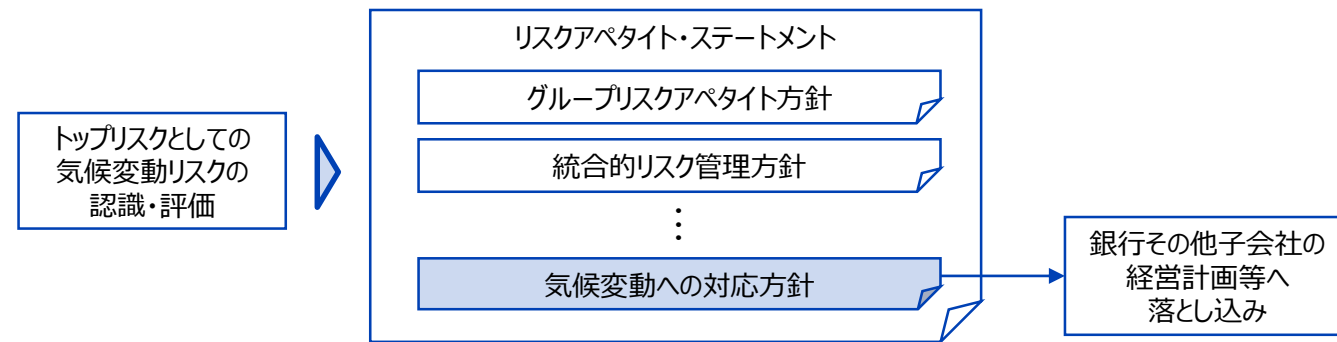 リスクアペタイト・ステートメント
グループリスクアペタイト方針
トップリスクとしての
気候変動リスクの
認識・評価
統合的リスク管理方針
⋮
気候変動への対応方針
銀行その他子会社の
経営計画等へ
落とし込み